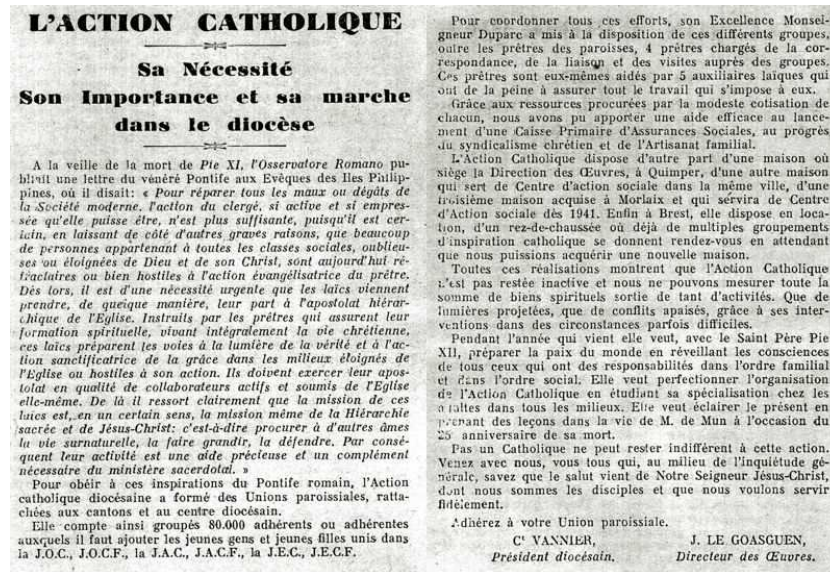 L'ACTION CATHOLIQUE
Sa Nécessité
Son Importance et sa marche
dans le diocèse
A la veille de la mort de Pie XI, l'Osservatore Romano pu-
bliait une lettre du vénéré Pontife aux Evêques des Iles Philip-
pines, où il disait: « Pour réparer tous les maux ou dégâts de
la Société moderne, l'action du clergé, si active et si empres-
sée qu'elle puisse être, n'est plus suffisante, puisqu'il est cer-
tain, en laissant de côté d'autres graves raisons, que beaucoup
de personnes appartenant à toutes les classes sociales, oublieu-
ses ou éloignées de Dieu et de son Christ, sont aujourd'hui ré-
fractaires ou bien hostiles à l'action évangélisatrice du prêtre.
Dès lors, il est d'une nécessité urgente que les laïcs viennent
prendre, de quelque manière, leur part à l'apostolat hiérar-
chique de l'Eglise. Instruits par les prêtres qui assurent leur
formation spirituelle, vivant intégralement la vie chrétienne,
ces laïcs préparent les voies à la lumière de la vérité et à l'ac-
tion sanctificatrice de la grâce dans les milieux éloignés de
l'Eglise ou hostiles à son action. Ils doivent exercer leur apos-
tolat en qualité de collaborateurs actifs et soumis de l'Eglise
elle-même. De là il ressort clairement que la mission de ces
laïcs est, en un certain sens, la mission même de la Hiérarchie
sacrée et de Jésus-Christ: c'est-à-dire procurer à d'autres âmes
la vie surnaturelle, la faire grandir, la défendre. Par consé-
quent leur activité est une aide précieuse et un complément
nécessaire du ministère sacerdotal. »
Pour obéir à ces inspirations du Pontife romain, l'Action
catholique diocésaine a formé des Unions paroissiales, ratta-
chées aux cantons et au centre diocésain.
Elle compte ainsi groupés 80.000 adhérents ou adhérentes
auxquels il faut ajouter les jeunes gens et jeunes filles unis dans
la J.O.C., J.O.C.F., la J.A.C., J.A.C.F., la J.E.C., J.E.C.F.
Pour coordonner tous ces efforts, son Excellence Monsei-
gneur Duparc a mis à la disposition de ces différents groupes,
outre les prêtres des paroisses, 4 prêtres chargés de la cor-
respondance, de la liaison et des visites auprès des groupes.
Ces prêtres sont eux-mêmes aidés par 5 auxiliaires laïques qui
ont de la peine à assurer tout le travail qui s'impose à eux.
Grâce aux ressources procurées par la modeste cotisation de
chacun, nous avons pu apporter une aide efficace au lance-
ment d'une Caisse Primaire d'Assurances Sociales, au progrès
du syndicalisme chrétien et de l'Artisanat familial.
L'Action Catholique dispose d'autre part d'une maison où
siège la Direction des Œuvres, à Quimper, d'une autre maison
qui sert de Centre d'action sociale dans la même ville, d'une
troisième maison acquise à Morlaix et qui servira de Centre
d'Action sociale dès 1941. Enfin à Brest, elle dispose en loca-
tion, d'un rez-de-chaussée où déjà de multiples groupements
d'inspiration catholique se donnent rendez-vous en attendant
que nous puissions acquérir une nouvelle maison.
Toutes ces réalisations montrent que l'Action Catholique
n'est pas restée inactive et nous ne pouvons mesurer toute la
somme de biens spirituels sortie de tant d'activités. Que de
lumières projetées, que de conflits apaisés, grâce à ses inter-
ventions dans des circonstances parfois difficiles.
Pendant l'année qui vient elle veut, avec le Saint Père Pie
XII, préparer la paix du monde en réveillant les consciences
de tous ceux qui ont des responsabilités dans l'ordre familial
et dans l'ordre social. Elle veut perfectionner l'organisation
de l'Action Catholique en étudiant sa spécialisation chez les
adultes dans tous les milieux. Elle veut éclairer le présent en
prenant des leçons dans la vie de M. de Mun à l'occasion du
25 anniversaire de sa mort.
Pas un Catholique ne peut rester indifférent à cette action.
Venez avec nous, vous tous qui, au milieu de l'inquiétude gé-
nérale, savez que le salut vient de Notre Seigneur Jésus-Christ,
dont nous sommes les disciples et que nous voulons servir
fidèlement.
Adhérez à votre Union paroissiale.
Ct VANNIER,
Président diocésain.
J. LE GOASGUEN,
Directeur des Œuvres.